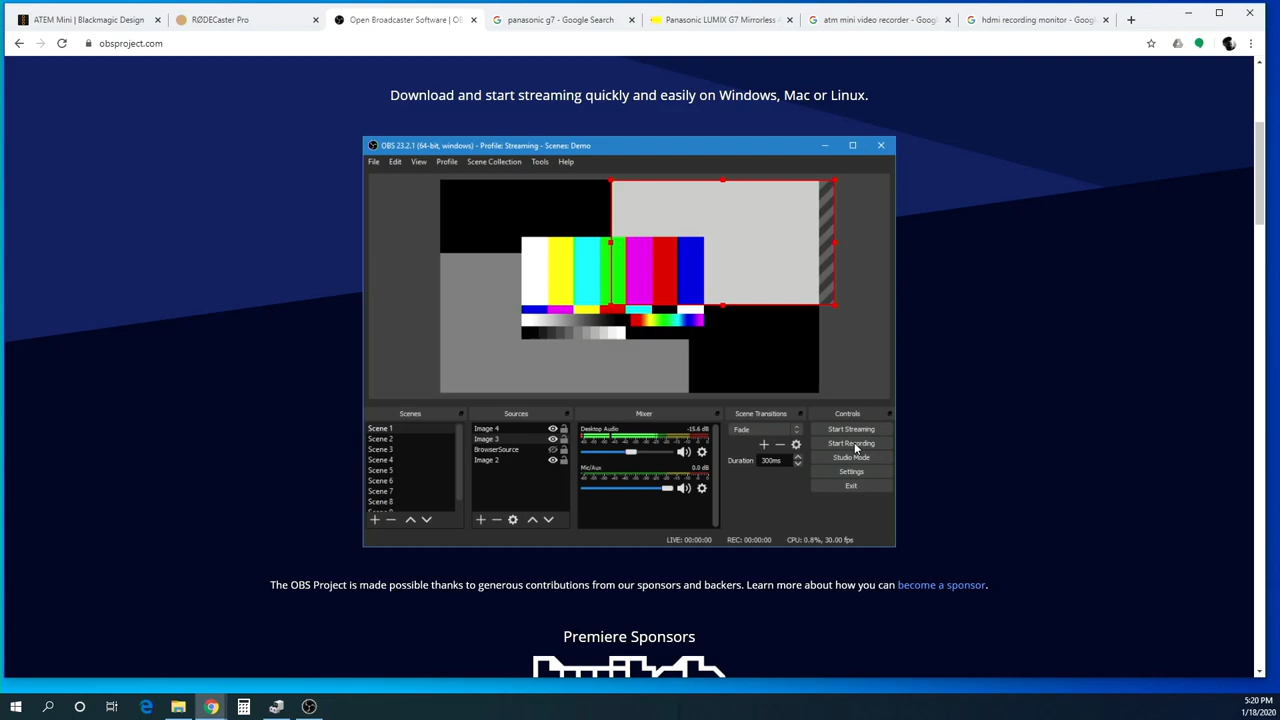 ATEM Mini | Blackmagic Design
RØDECaster Pro
Open Broadcaster Software | O
panasonic g7 - Google Search
Panasonic LUMIX G7 Mirrorless
atm mini video recorder - Goog
hdmi recording monitor - Goog
obsproject.com
Download and start streaming quickly and easily on Windows, Mac or Linux.
OBS 23.2.1 (64-bit, windows) - Profile: Streaming - Scenes: Demo
File Edit View Profile Scene Collection Tools Help
Scenes Sources Mixer Scene Transitions Controls
Scene 1 Image 4 Desktop Audio -15.6 dB Fade Start Streaming
Scene 2 Image 3 Start Recording
Scene 3 BrowserSource
Scene 4 Image 2 Duration 300ms Studio Mode
Scene 5 Mic/Aux 0.0 dB Settings
Scene 6
Scene 7 Exit
Scene 8
LIVE: 00:00:00 REC: 00:00:00 CPU: 0.8%, 30.00 fps
The OBS Project is made possible thanks to generous contributions from our sponsors and backers. Learn more about how you can become a sponsor.
Premiere Sponsors
5:20 PM
1/18/2020